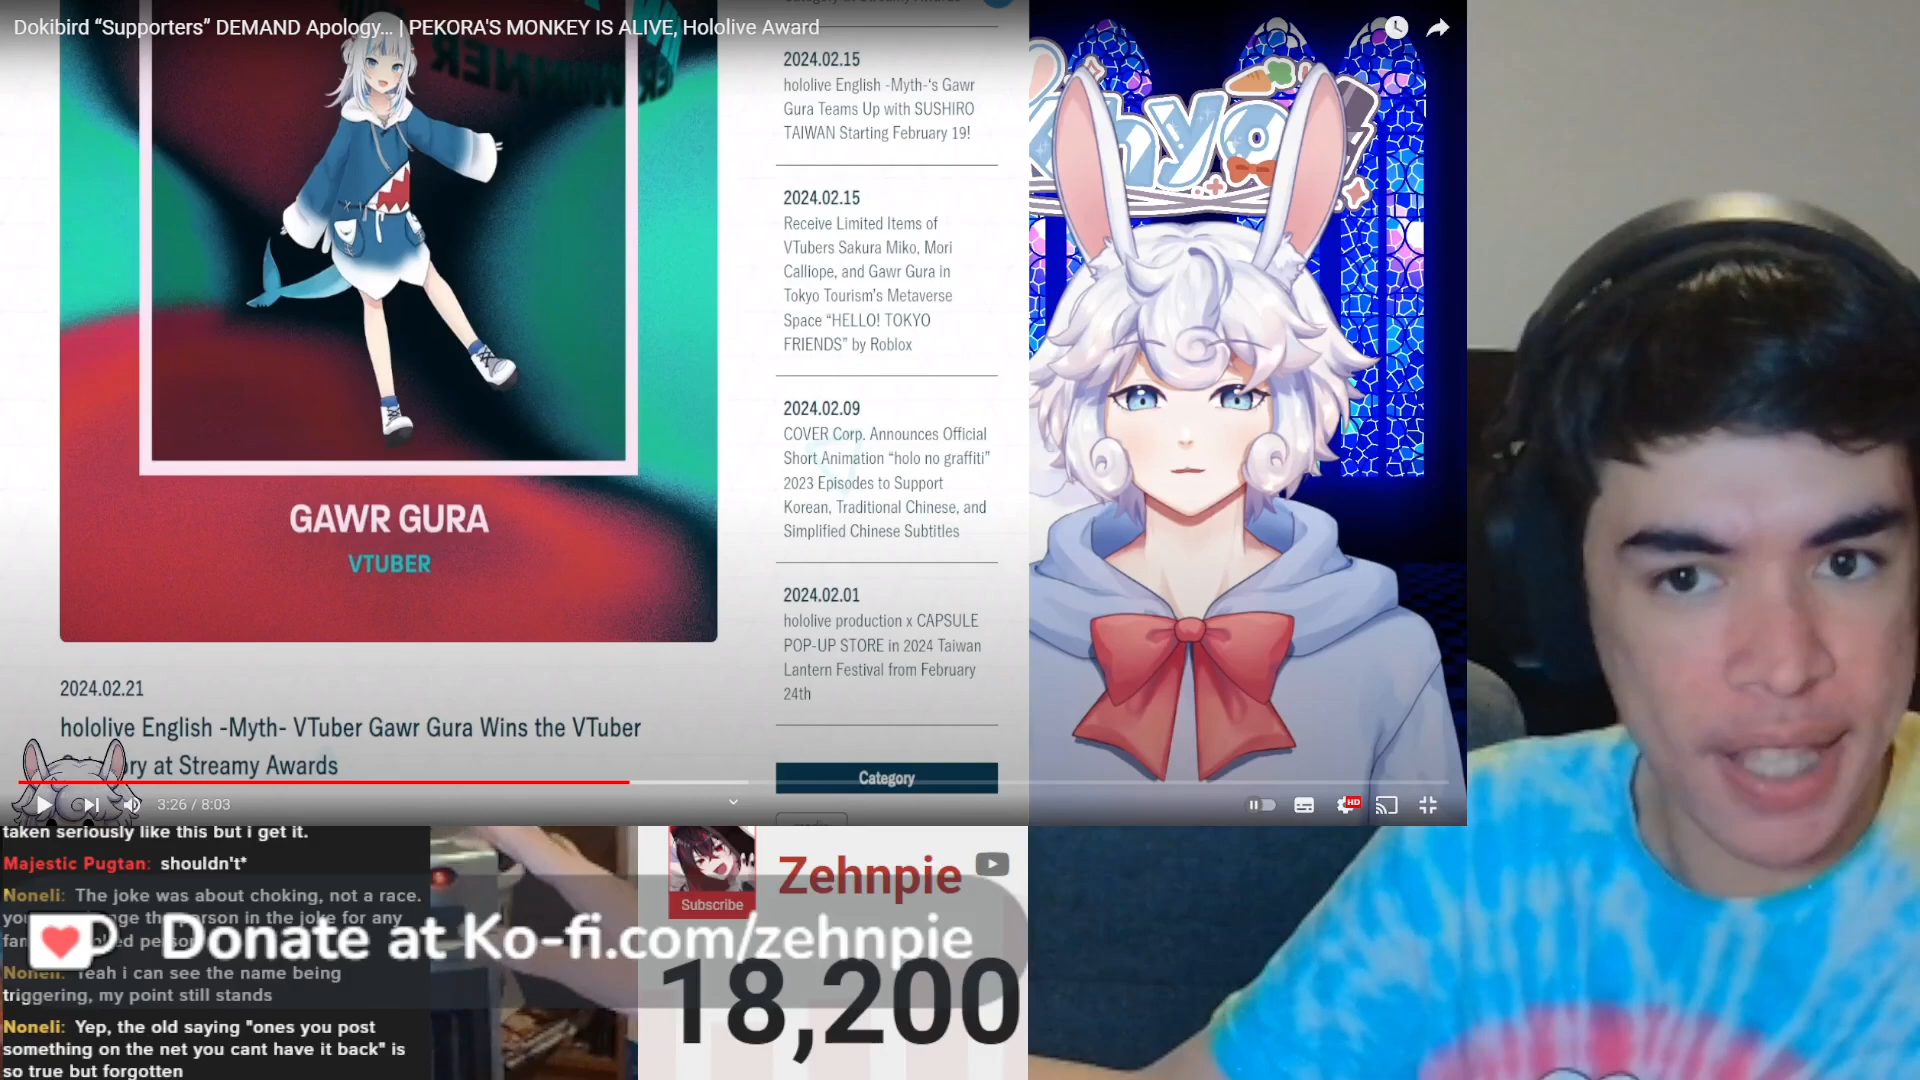 Dokibird “Supporters” DEMAND Apology... | PEKORA'S MONKEY IS ALIVE, Hololive Award
GAWR GURA
VTUBER
2024.02.21
hololive English -Myth- VTuber Gawr Gura Wins the VTuber
at Streamy Awards
2024.02.15
hololive English -Myth-‘s Gawr
Gura Teams Up with SUSHIRO
TAIWAN Starting February 19!
2024.02.15
Receive Limited Items of
VTubers Sakura Miko, Mori
Calliope, and Gawr Gura in
Tokyo Tourism’s Metaverse
Space “HELLO! TOKYO
FRIENDS” by Roblox
2024.02.09
COVER Corp. Announces Official
Short Animation “holo no graffiti”
2023 Episodes to Support
Korean, Traditional Chinese, and
Simplified Chinese Subtitles
2024.02.01
hololive production x CAPSULE
POP-UP STORE in 2024 Taiwan
Lantern Festival from February
24th
Category
3:26 / 8:03
HD
taken seriously like this but i get it.
Majestic Pugtan: shouldn't*
Noneli: The joke was about choking, not a race.
the person in the joke for any
Noneli: Yeah i can see the name being
triggering, my point still stands
Noneli: Yep, the old saying "ones you post
something on the net you cant have it back" is
so true but forgotten
Donate at Ko-fi.com/zehnpie
Subscribe
Zehnpie
18,200